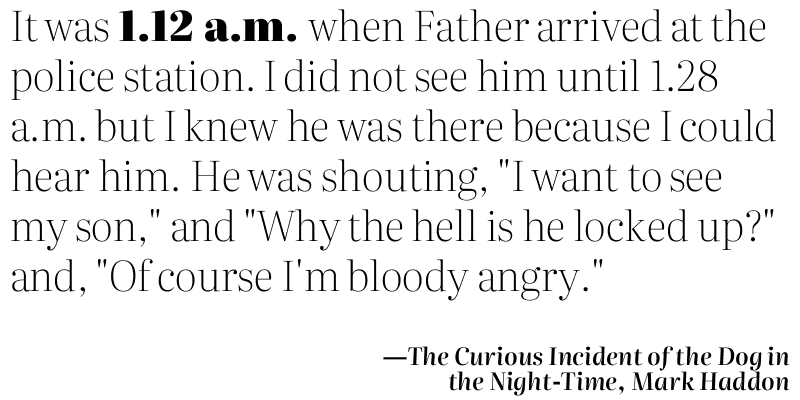 It was 1.12 a.m. when Father arrived at the
police station. I did not see him until 1.28
a.m. but I knew he was there because I could
hear him. He was shouting, "I want to see
my son," and "Why the hell is he locked up?"
and, "Of course I'm bloody angry."
—The Curious Incident of the Dog in
the Night-Time, Mark Haddon